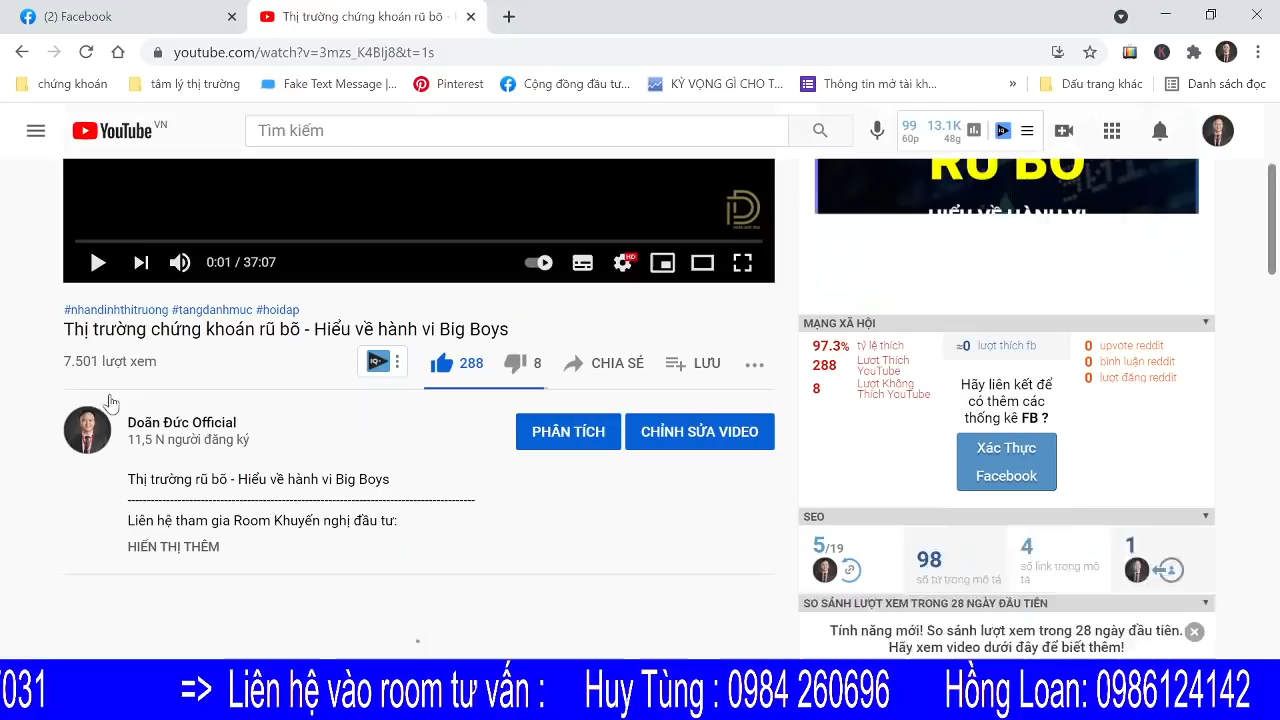 (2) Facebook
Thị trường chứng khoán rũ bõ -
youtube.com/watch?v=3mzs_K4BIj8&t=1s
chứng khoán
tâm lý thị trường
Fake Text Message |...
Pinterest
Cộng đồng đầu tư...
KỲ VỌNG GÌ CHO T...
Thông tin mở tài kh...
»
Dấu trang khác
Danh sách đọc
YouTube VN
Tìm kiếm
99
60p
13.1K
48g
RŨ BỎ
HIỂU VỀ HÀNH VI
0:01 / 37:07
HD
#nhandinhthitruong #tangdanhmuc #hoidap
Thị trường chứng khoán rũ bõ - Hiểu về hành vi Big Boys
7.501 lượt xem
288
8
CHIA SẺ
LƯU
Doãn Đức Official
11,5 N người đăng ký
PHÂN TÍCH
CHỈNH SỬA VIDEO
Thị trường rũ bõ - Hiểu về hành vi Big Boys
Liên hệ tham gia Room Khuyến nghị đầu tư:
HIỂN THỊ THÊM
MẠNG XÃ HỘI
97.3% tỷ lệ thích
288 Lượt Thích YouTube
8 Lượt Không Thích YouTube
≈0 lượt thích fb
Hãy liên kết để
có thêm các
thống kê FB ?
Xác Thực
Facebook
0 upvote reddit
0 bình luận reddit
0 lượt đăng reddit
SEO
5/19
98
số từ trong mô tả
4
số link trong mô
tả
1
SO SÁNH LƯỢT XEM TRONG 28 NGÀY ĐẦU TIÊN
Tính năng mới! So sánh lượt xem trong 28 ngày đầu tiên.
Hãy xem video dưới đây để biết thêm!
7031 => Liên hệ vào room tư vấn : Huy Tùng : 0984 260696 Hồng Loan: 0986124142